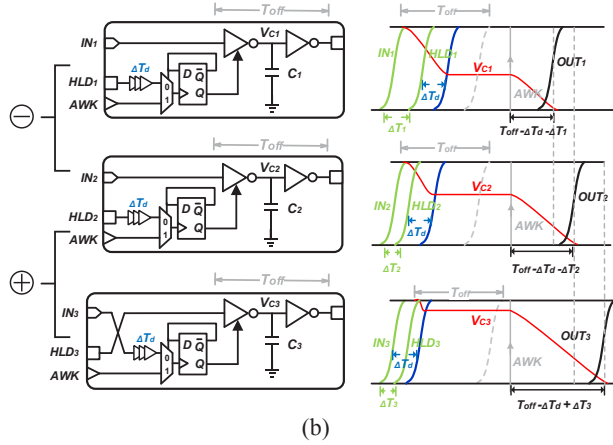 Toff
IN1
VC1
ΔTd
HLD1
D Q
Q
0
1
C1
AWK
Toff
IN2
VC2
ΔTd
HLD2
D Q
Q
0
1
C2
AWK
Toff
IN3
VC3
ΔTd
HLD3
D Q
Q
0
1
C3
AWK
Toff
IN1
HLD1
VC1
OUT1
ΔTd
AWK
ΔT1
Toff-ΔTd-ΔT1
Toff
IN2
HLD2
VC2
OUT2
ΔTd
AWK
ΔT2
Toff-ΔTd-ΔT2
Toff
IN3
HLD3
VC3
OUT3
ΔTd
AWK
ΔT3
Toff-ΔTd + ΔT3
(b)